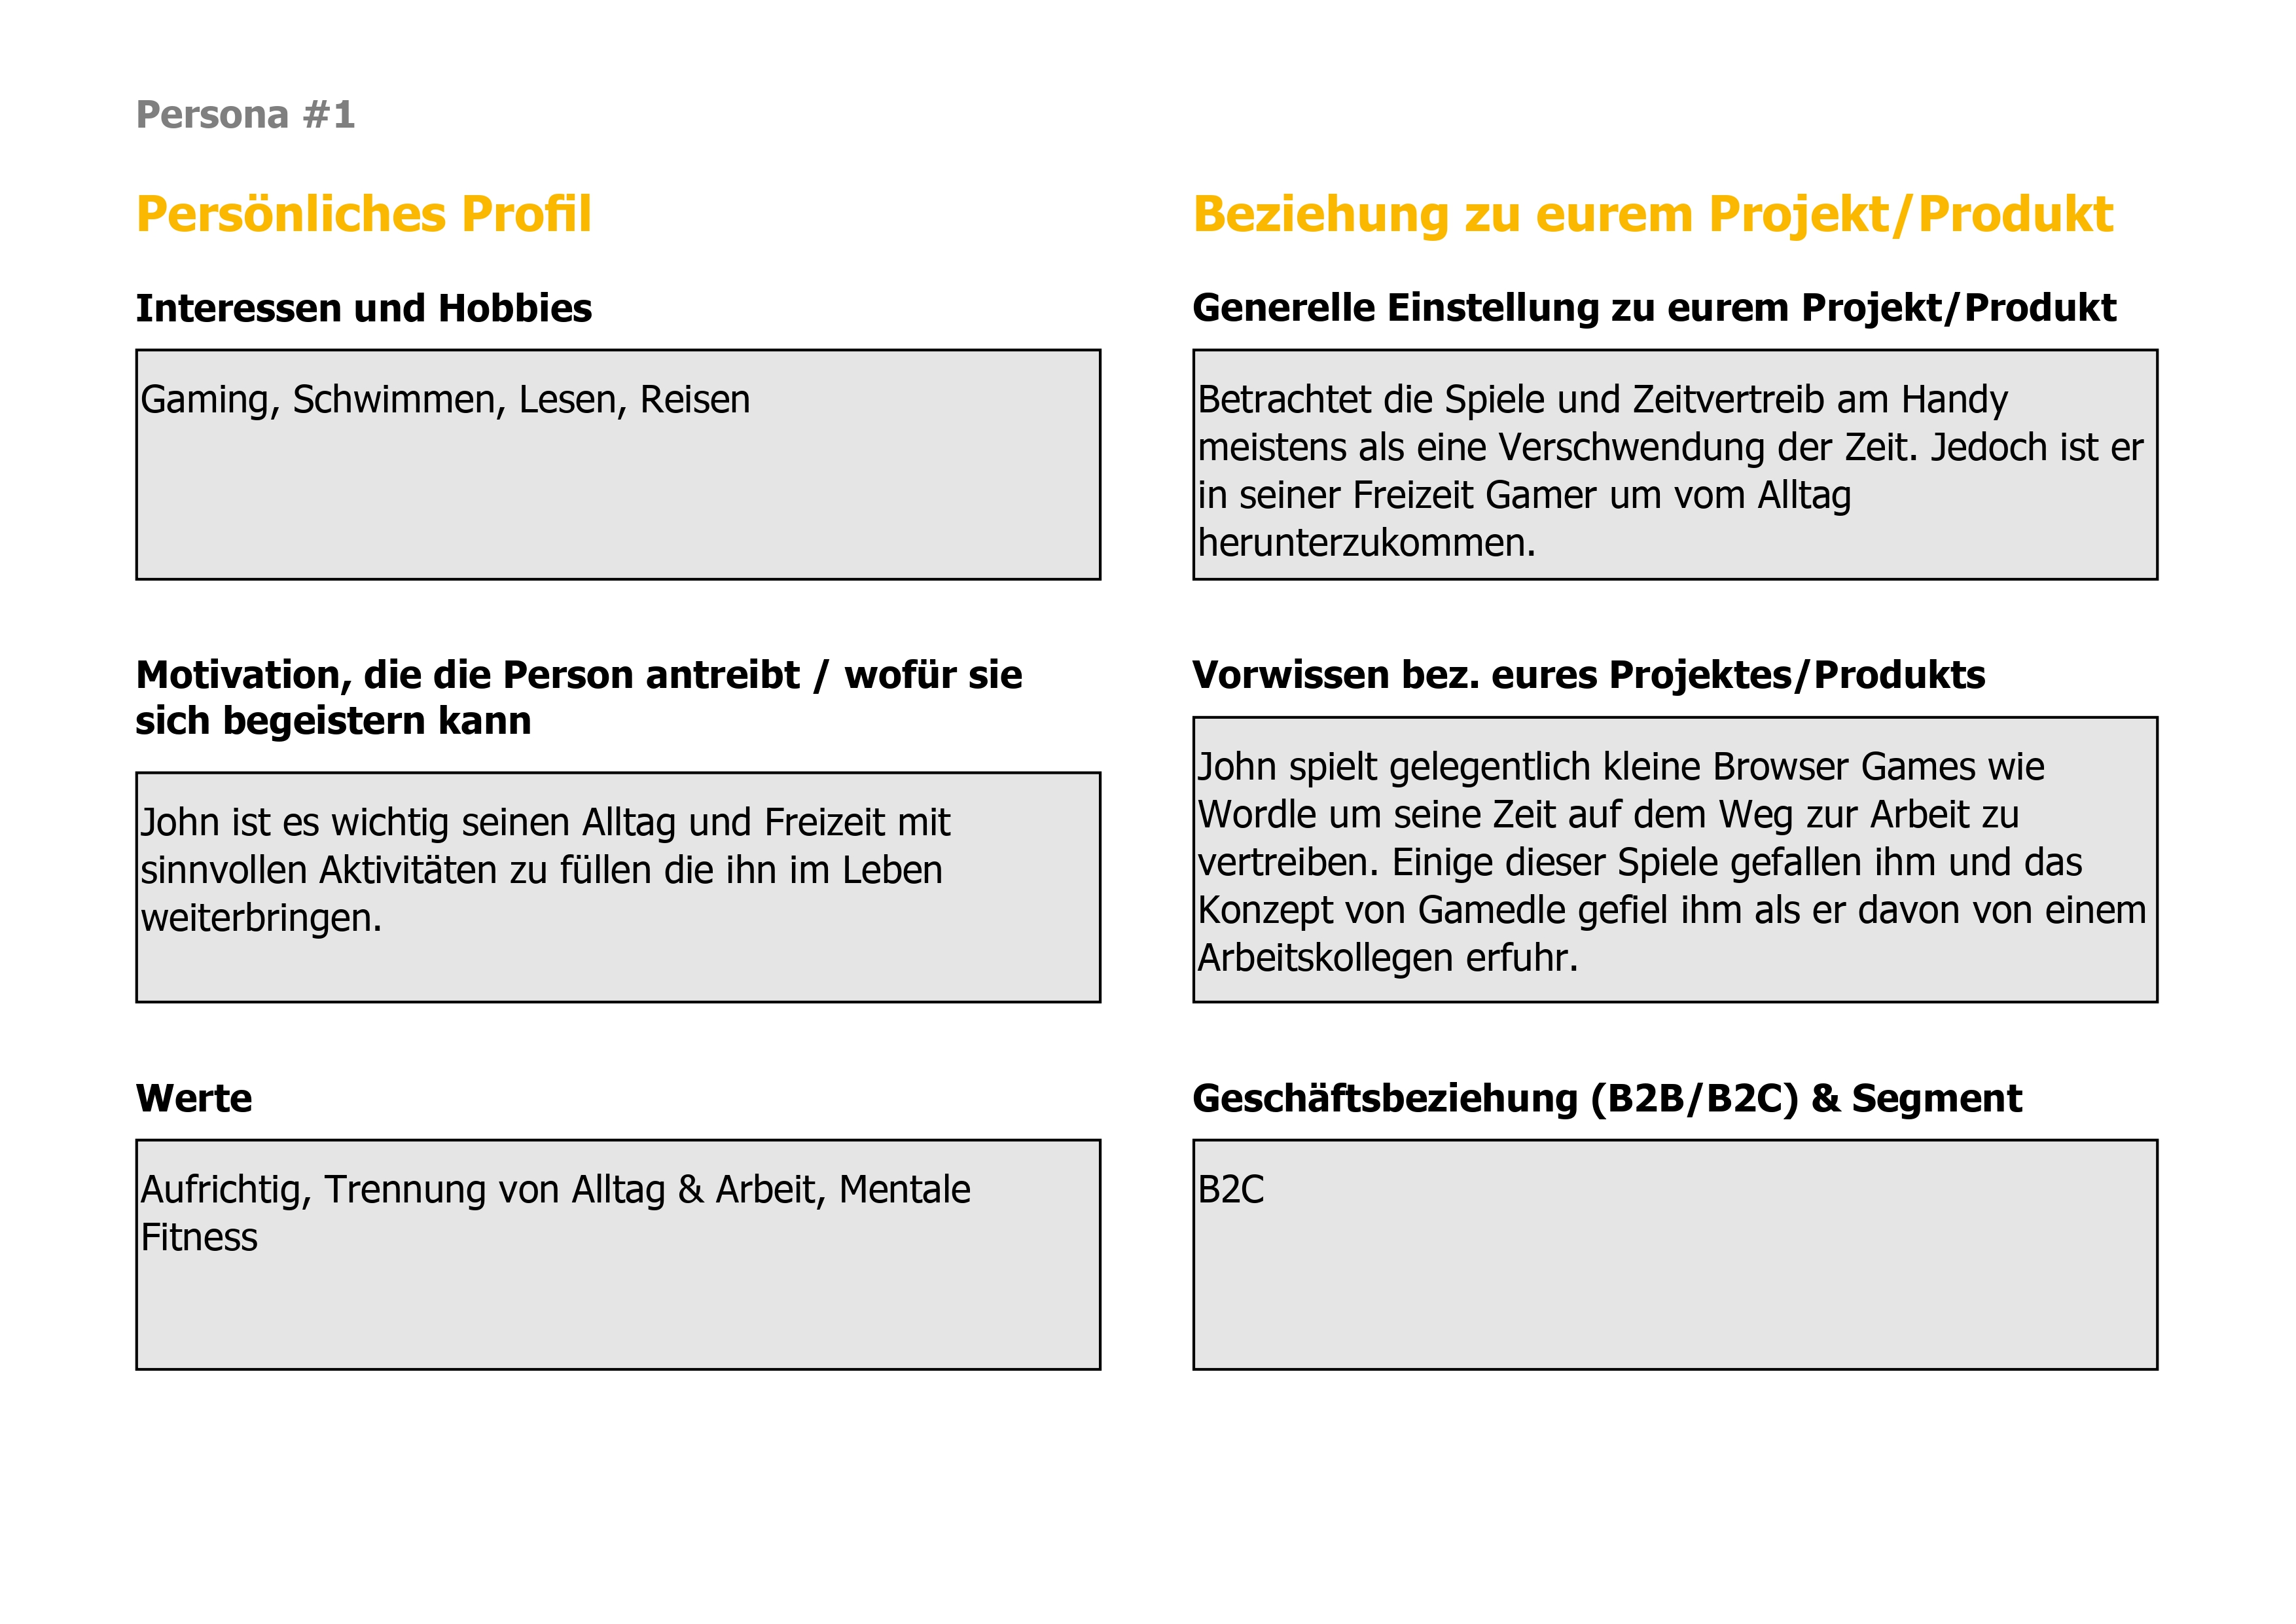 Persona #1
Persönliches Profil
Interessen und Hobbies
Gaming, Schwimmen, Lesen, Reisen
Motivation, die die Person antreibt / wofür sie
sich begeistern kann
John ist es wichtig seinen Alltag und Freizeit mit
sinnvollen Aktivitäten zu füllen die ihn im Leben
weiterbringen.
Werte
Aufrichtig, Trennung von Alltag & Arbeit, Mentale
Fitness
Beziehung zu eurem Projekt/Produkt
Generelle Einstellung zu eurem Projekt/Produkt
Betrachtet die Spiele und Zeitvertreib am Handy
meistens als eine Verschwendung der Zeit. Jedoch ist er
in seiner Freizeit Gamer um vom Alltag
herunterzukommen.
Vorwissen bez. eures Projektes/Produkts
John spielt gelegentlich kleine Browser Games wie
Wordle um seine Zeit auf dem Weg zur Arbeit zu
vertreiben. Einige dieser Spiele gefallen ihm und das
Konzept von Gamedle gefiel ihm als er davon von einem
Arbeitskollegen erfuhr.
Geschäftsbeziehung (B2B/B2C) & Segment
B2C